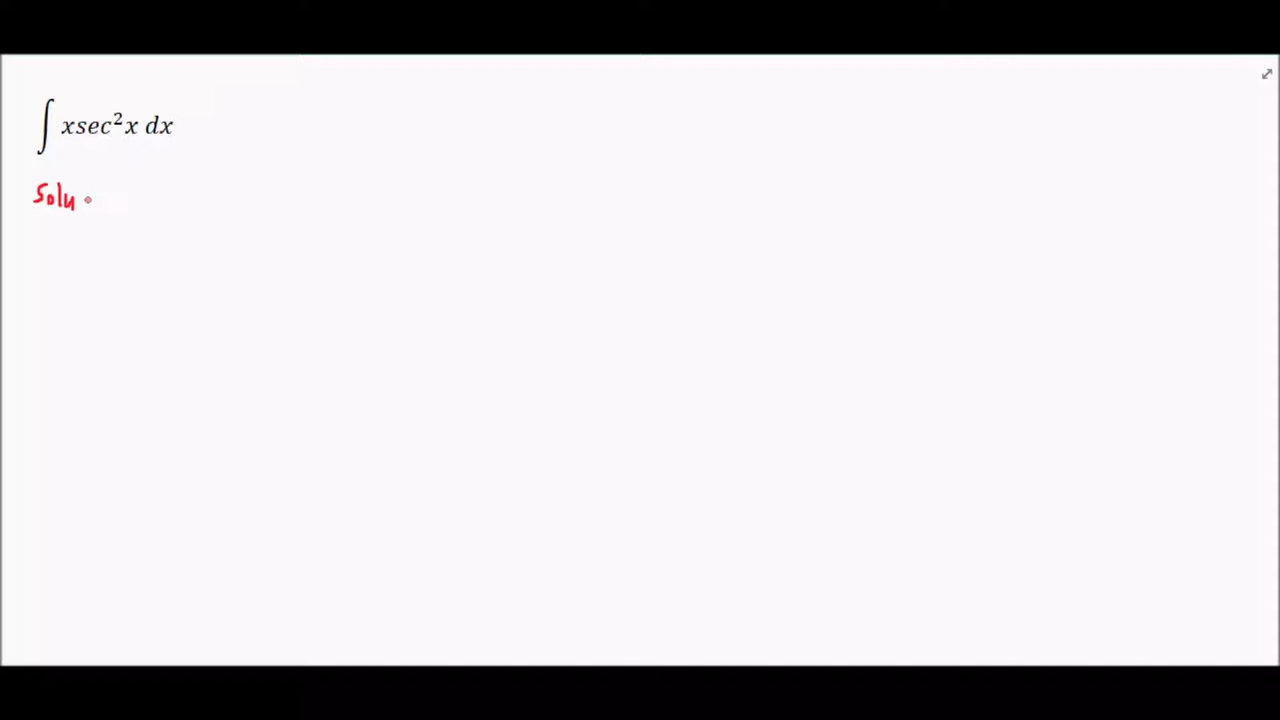 ∫ xsec²x dx
Solu